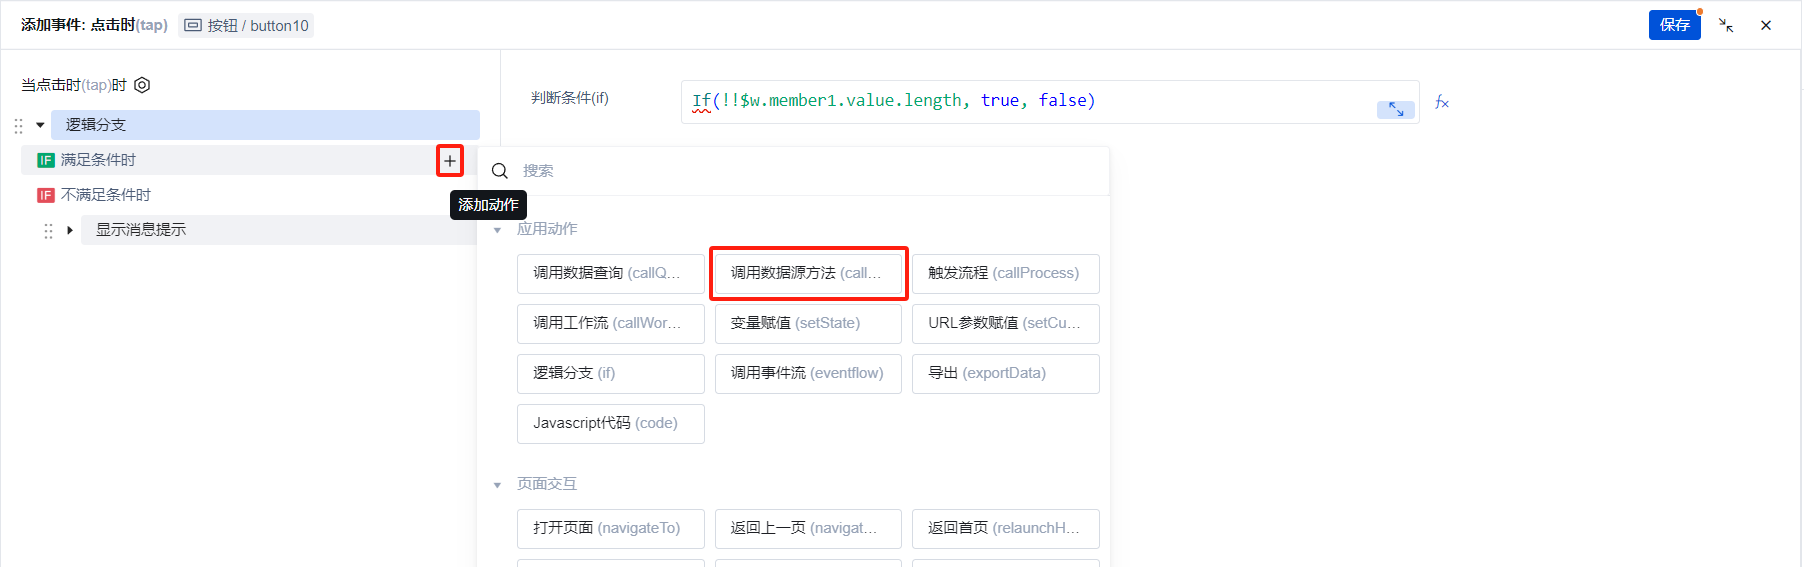 添加事件: 点击时(tap) 按钮 / button10 保存
当点击时(tap)时
逻辑分支
IF 满足条件时
IF 不满足条件时
显示消息提示
添加动作
判断条件(if) If(!!$w.member1.value.length, true, false) fx
搜索
应用动作
调用数据查询 (callQ... 调用数据源方法 (call... 触发流程 (callProcess)
调用工作流 (callWor... 变量赋值 (setState) URL参数赋值 (setCu...
逻辑分支 (if) 调用事件流 (eventflow) 导出 (exportData)
Javascript代码 (code)
页面交互
打开页面 (navigateTo) 返回上一页 (navigat... 返回首页 (relaunchH...